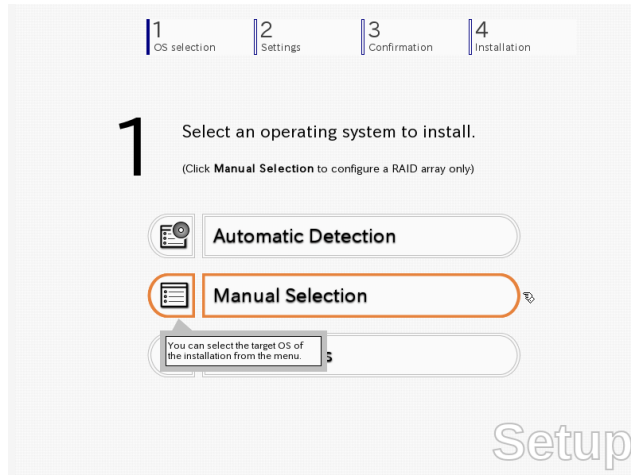 1
OS selection
2
Settings
3
Confirmation
4
Installation
1
Select an operating system to install.
(Click Manual Selection to configure a RAID array only)
Automatic Detection
Manual Selection
You can select the target OS of
the installation from the menu.
Setup